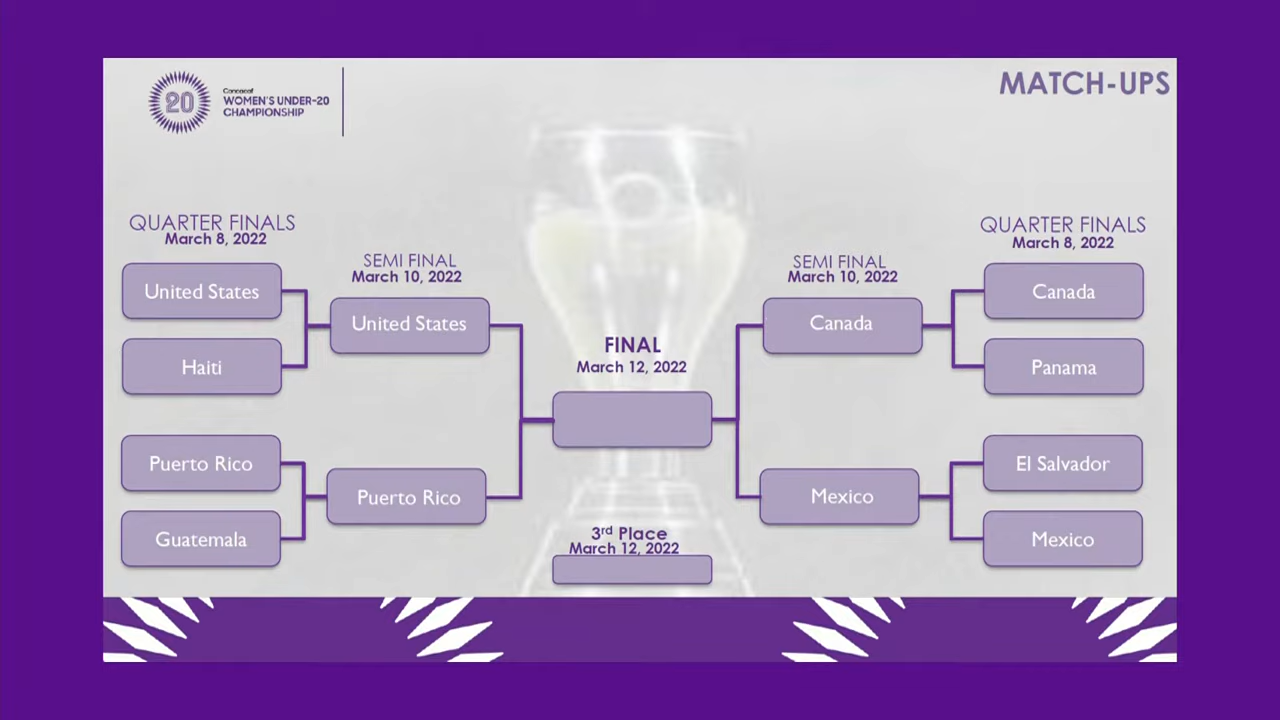 20
Concacaf
WOMEN'S UNDER-20
CHAMPIONSHIP
MATCH-UPS
QUARTER FINALS
March 8, 2022
United States
Haiti
Puerto Rico
Guatemala
SEMI FINAL
March 10, 2022
United States
Puerto Rico
FINAL
March 12, 2022
3rd Place
March 12, 2022
SEMI FINAL
March 10, 2022
Canada
Mexico
QUARTER FINALS
March 8, 2022
Canada
Panama
El Salvador
Mexico